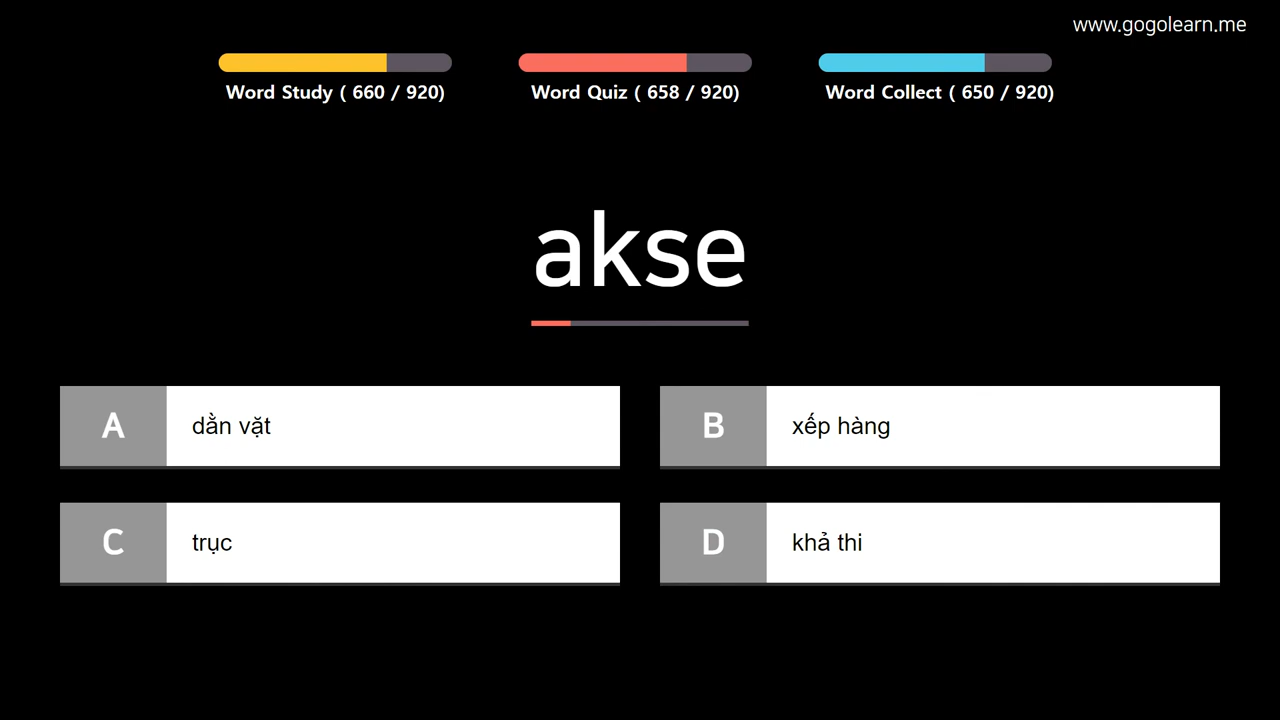 www.gogolearn.me
Word Study ( 660 / 920)
Word Quiz ( 658 / 920)
Word Collect ( 650 / 920)
akse
A
dằn vặt
B
xếp hàng
C
trục
D
khả thi